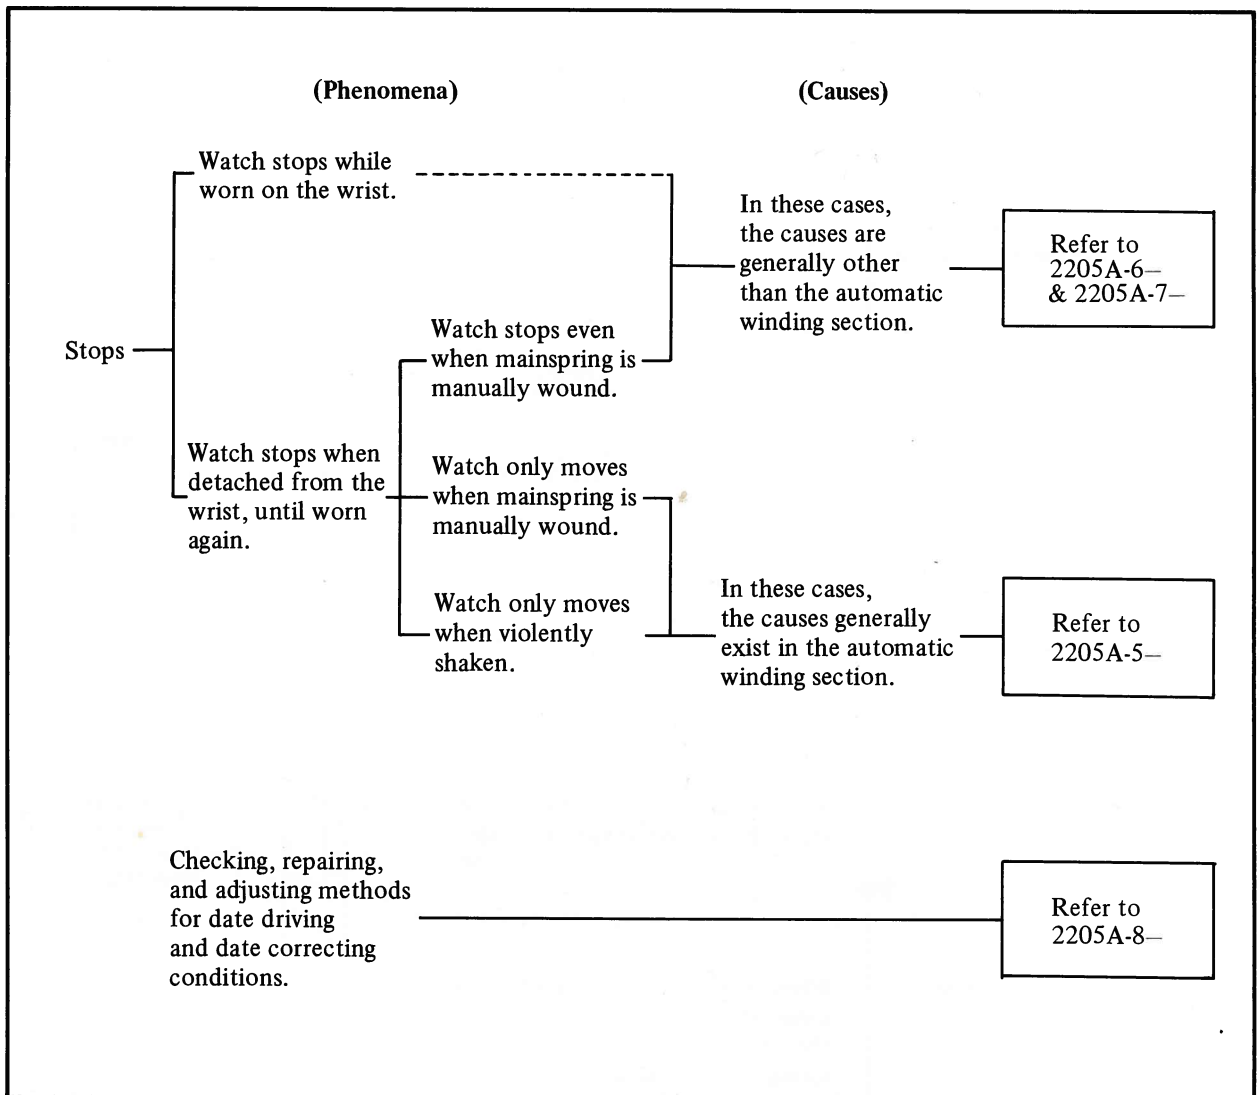 (Phenomena)
(Causes)
Watch stops while
worn on the wrist.
In these cases,
the causes are
generally other
than the automatic
winding section.
Refer to
2205A-6—
& 2205A-7—
Stops
Watch stops even
when mainspring is
manually wound.
Watch stops when
detached from the
wrist, until worn
again.
Watch only moves
when mainspring is
manually wound.
Watch only moves
when violently
shaken.
In these cases,
the causes generally
exist in the automatic
winding section.
Refer to
2205A-5—
Checking, repairing,
and adjusting methods
for date driving
and date correcting
conditions.
Refer to
2205A-8—